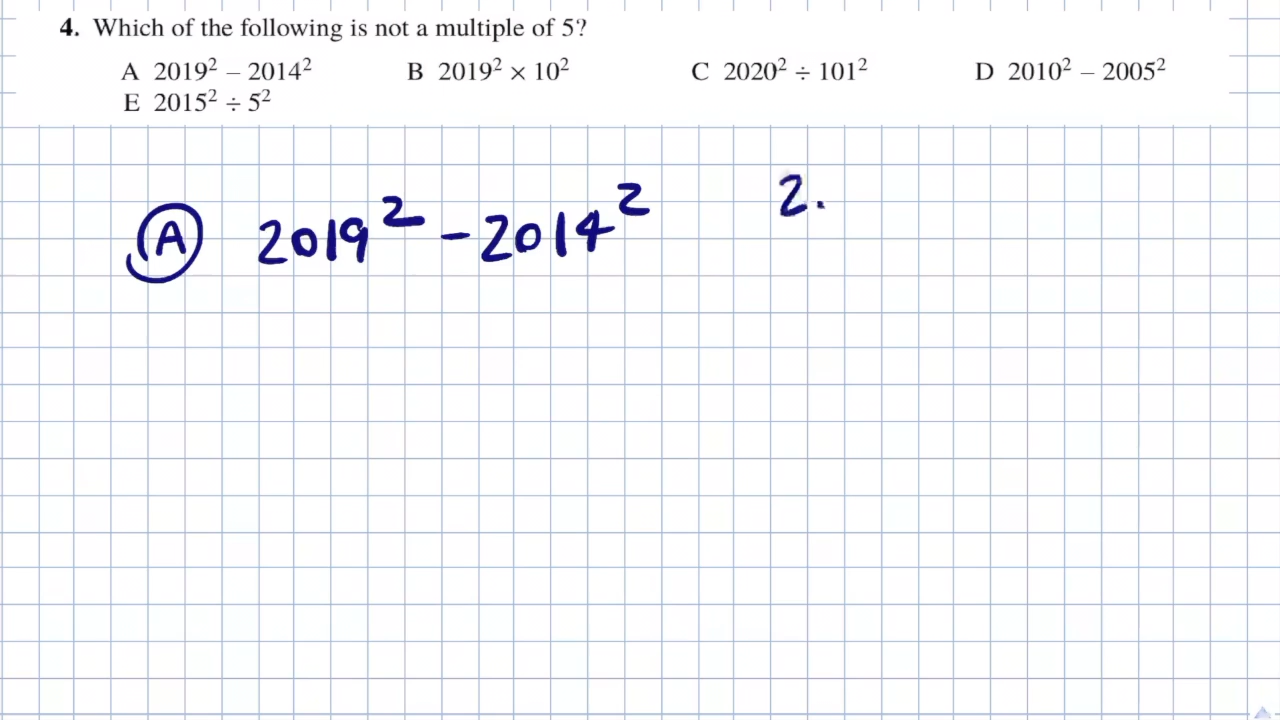 4. Which of the following is not a multiple of 5?
A 2019² – 2014² B 2019² × 10² C 2020² ÷ 101² D 2010² – 2005²
E 2015² ÷ 5²
A 2019² - 2014² 2.